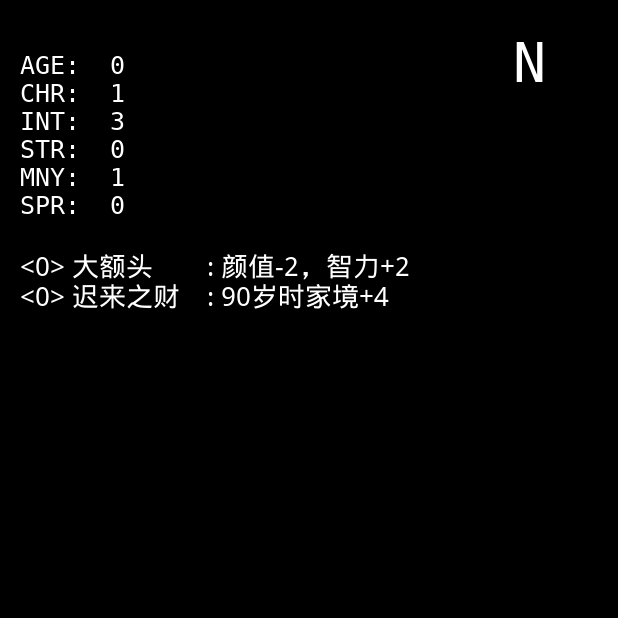 N
AGE: 0
CHR: 1
INT: 3
STR: 0
MNY: 1
SPR: 0
<0> 大额头 : 颜值-2，智力+2
<0> 迟来之财 : 90岁时家境+4